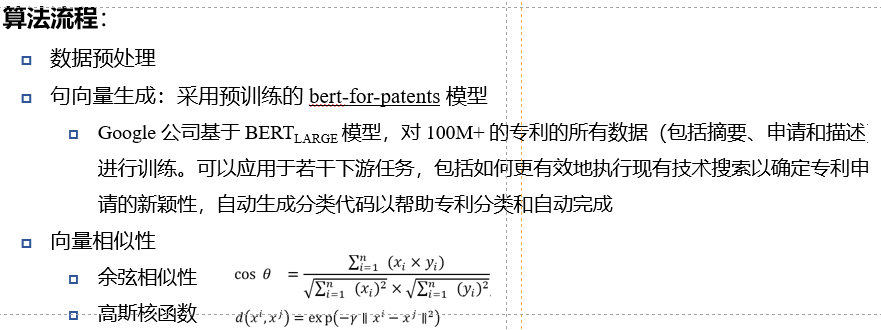 算法流程：
数据预处理
句向量生成：采用预训练的 bert-for-patents 模型
Google 公司基于 BERT_LARGE 模型，对 100M+ 的专利的所有数据（包括摘要、申请和描述）
进行训练。可以应用于若干下游任务，包括如何更有效地执行现有技术搜索以确定专利申
请的新颖性，自动生成分类代码以帮助专利分类和自动完成
向量相似性
余弦相似性 cos θ = \frac{\sum_{i=1}^{n} (x_i × y_i)}{\sqrt{\sum_{i=1}^{n} (x_i)^2} × \sqrt{\sum_{i=1}^{n} (y_i)^2}}
高斯核函数 d(x^i, x^j) = exp(−γ ∥ x^i − x^j ∥^2)